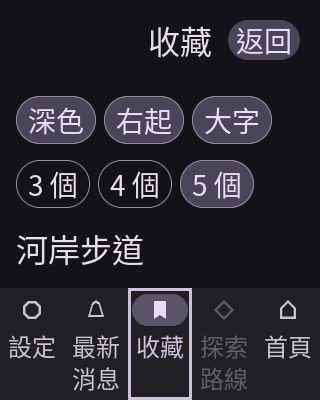 收藏 返回
深色 右起 大字
3 個 4 個 5 個
河岸步道
設定 最新消息 收藏 探索路線 首頁